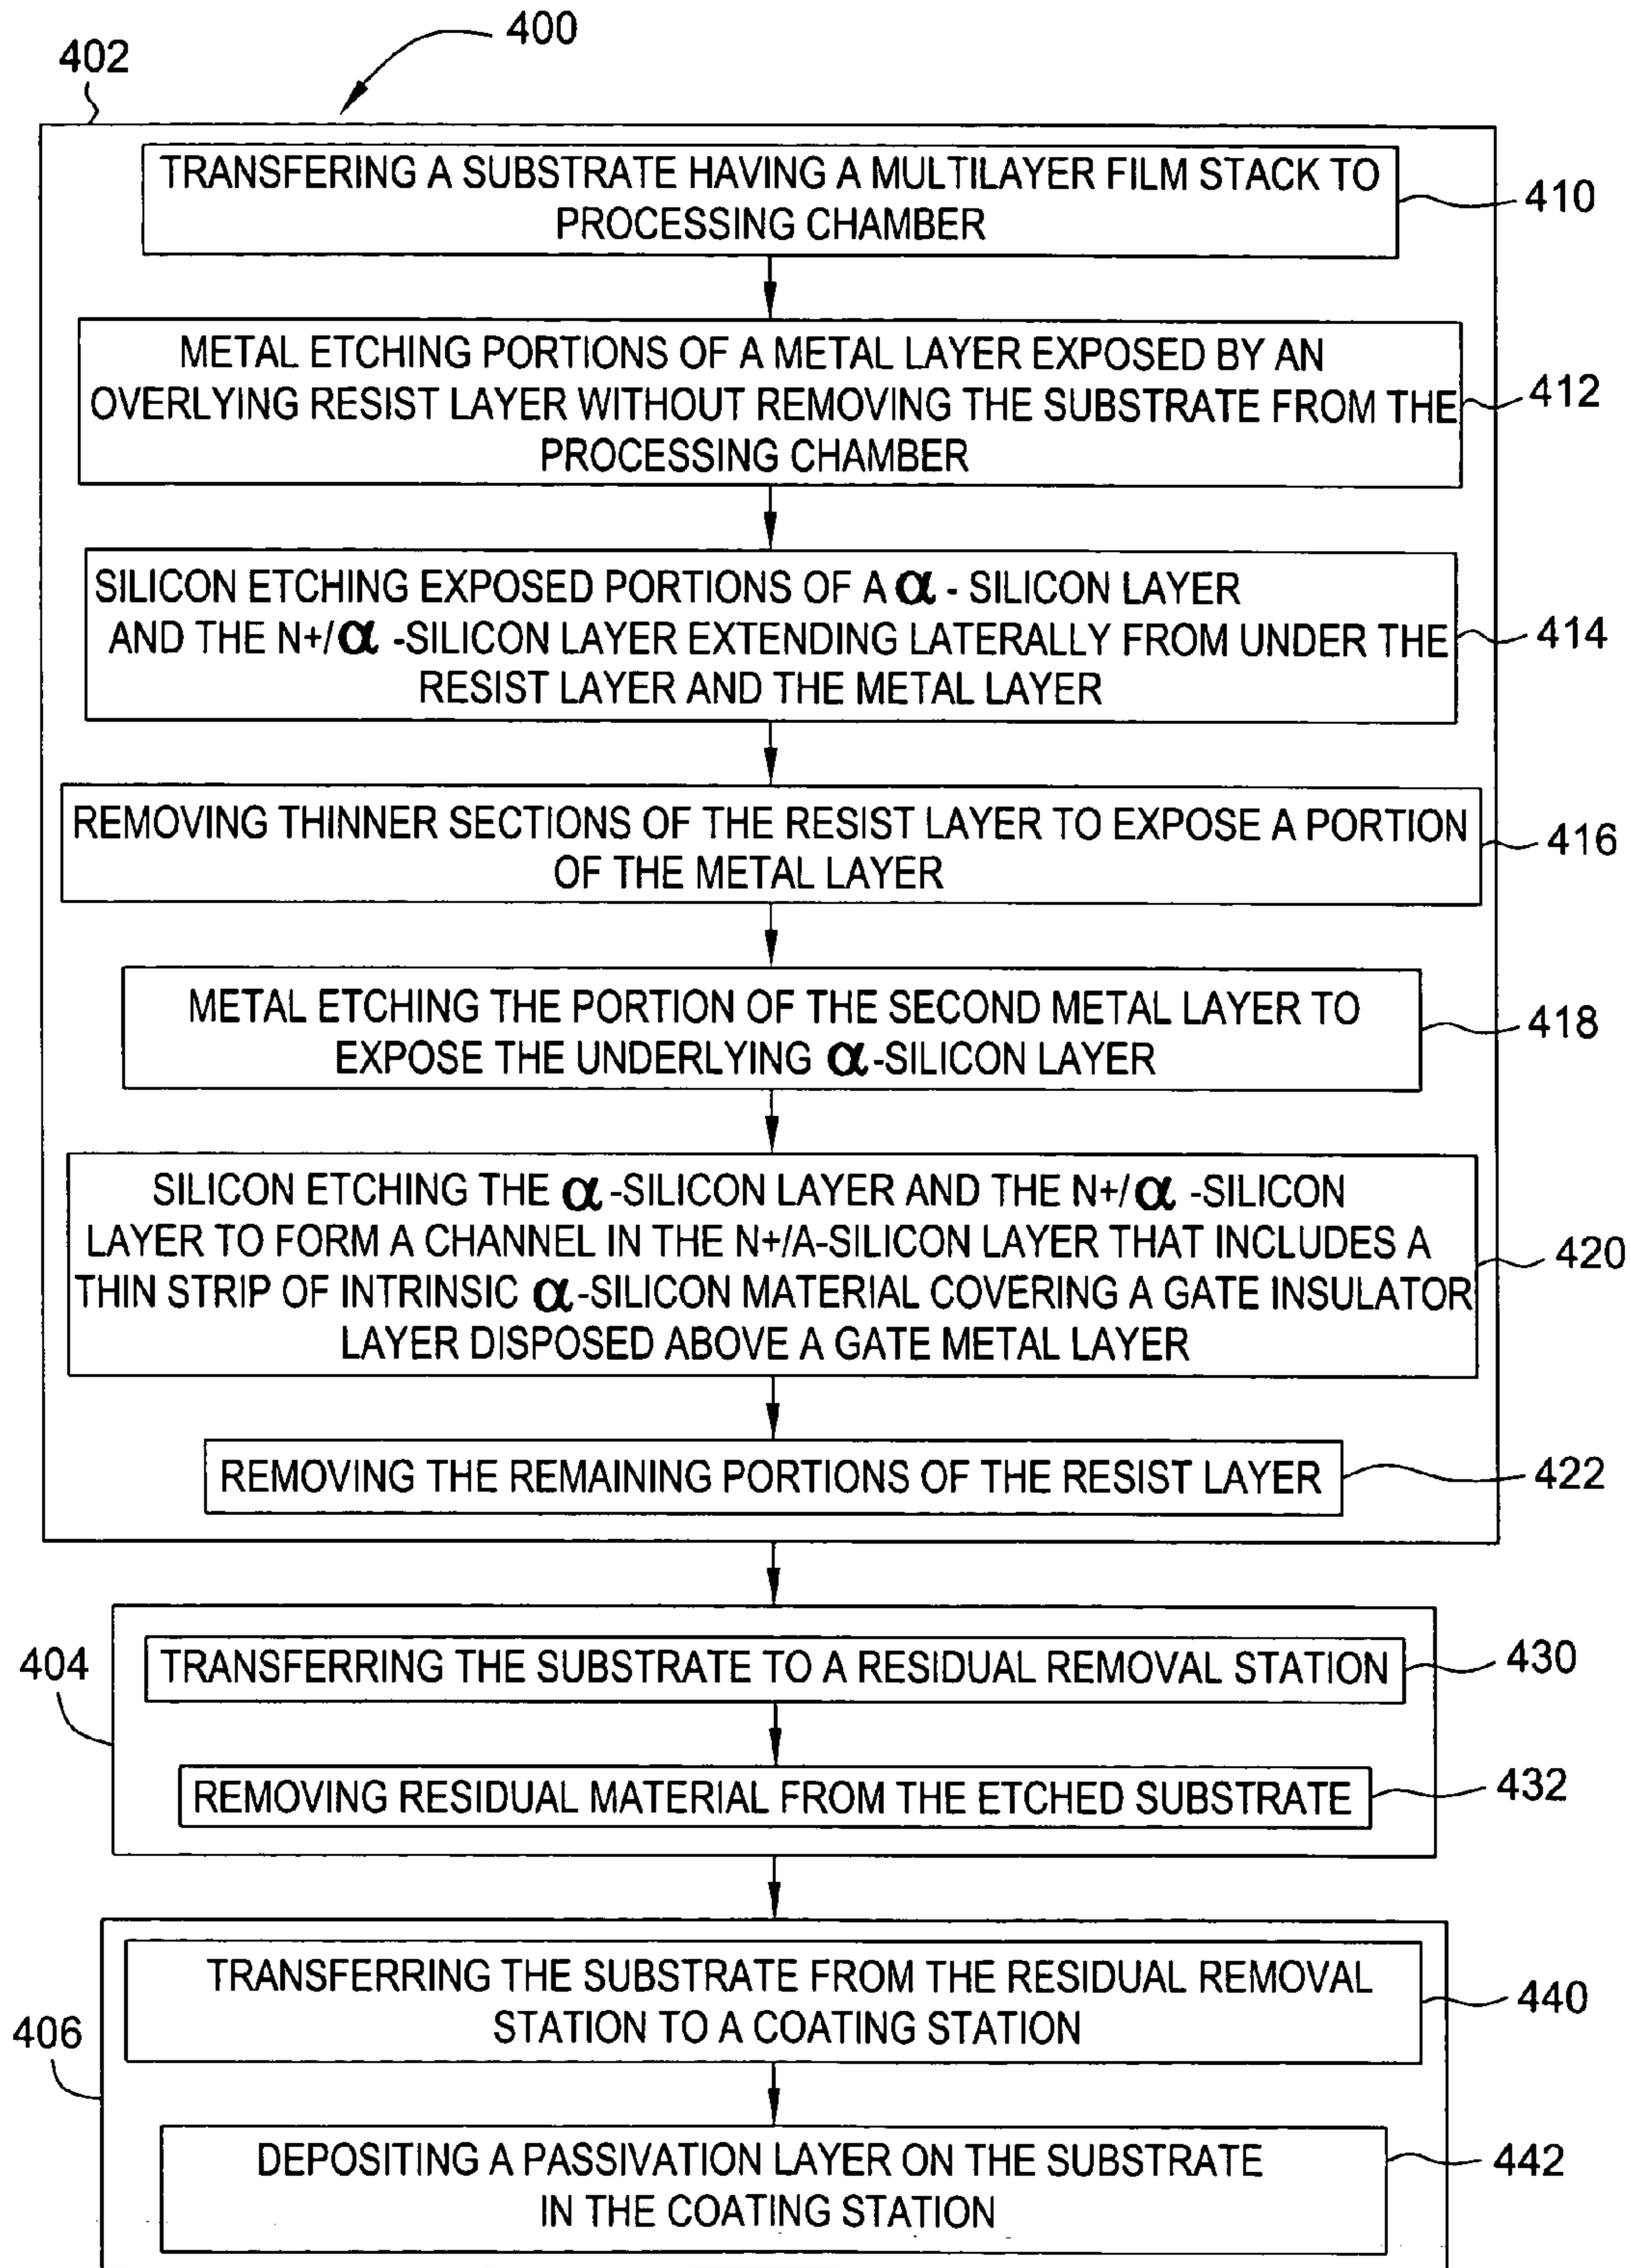 400
402
TRANSFERING A SUBSTRATE HAVING A MULTILAYER FILM STACK TO
PROCESSING CHAMBER
410
METAL ETCHING PORTIONS OF A METAL LAYER EXPOSED BY AN
OVERLYING RESIST LAYER WITHOUT REMOVING THE SUBSTRATE FROM THE
PROCESSING CHAMBER
412
SILICON ETCHING EXPOSED PORTIONS OF A α - SILICON LAYER
AND THE N+/α -SILICON LAYER EXTENDING LATERALLY FROM UNDER THE
RESIST LAYER AND THE METAL LAYER
414
REMOVING THINNER SECTIONS OF THE RESIST LAYER TO EXPOSE A PORTION
OF THE METAL LAYER
416
METAL ETCHING THE PORTION OF THE SECOND METAL LAYER TO
EXPOSE THE UNDERLYING α-SILICON LAYER
418
SILICON ETCHING THE α -SILICON LAYER AND THE N+/α -SILICON
LAYER TO FORM A CHANNEL IN THE N+/A-SILICON LAYER THAT INCLUDES A
THIN STRIP OF INTRINSIC α-SILICON MATERIAL COVERING A GATE INSULATOR
LAYER DISPOSED ABOVE A GATE METAL LAYER
420
REMOVING THE REMAINING PORTIONS OF THE RESIST LAYER
422
404
TRANSFERRING THE SUBSTRATE TO A RESIDUAL REMOVAL STATION
430
REMOVING RESIDUAL MATERIAL FROM THE ETCHED SUBSTRATE
432
406
TRANSFERRING THE SUBSTRATE FROM THE RESIDUAL REMOVAL
STATION TO A COATING STATION
440
DEPOSITING A PASSIVATION LAYER ON THE SUBSTRATE
IN THE COATING STATION
442